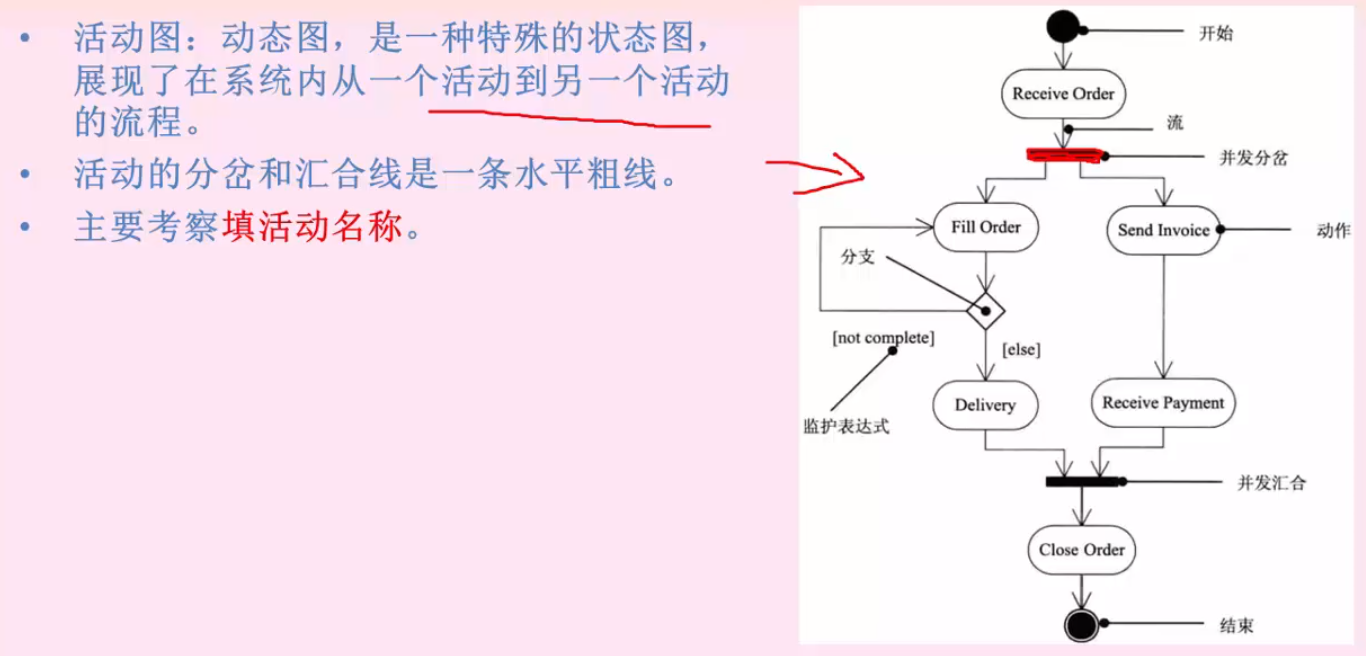 • 活动图：动态图，是一种特殊的状态图，
展现了在系统内从一个活动到另一个活动
的流程。
• 活动的分岔和汇合线是一条水平粗线。
• 主要考察填活动名称。
开始
Receive Order
流
并发分岔
Fill Order
Send Invoice
动作
分支
[not complete]
[else]
Delivery
Receive Payment
监护表达式
并发汇合
Close Order
结束